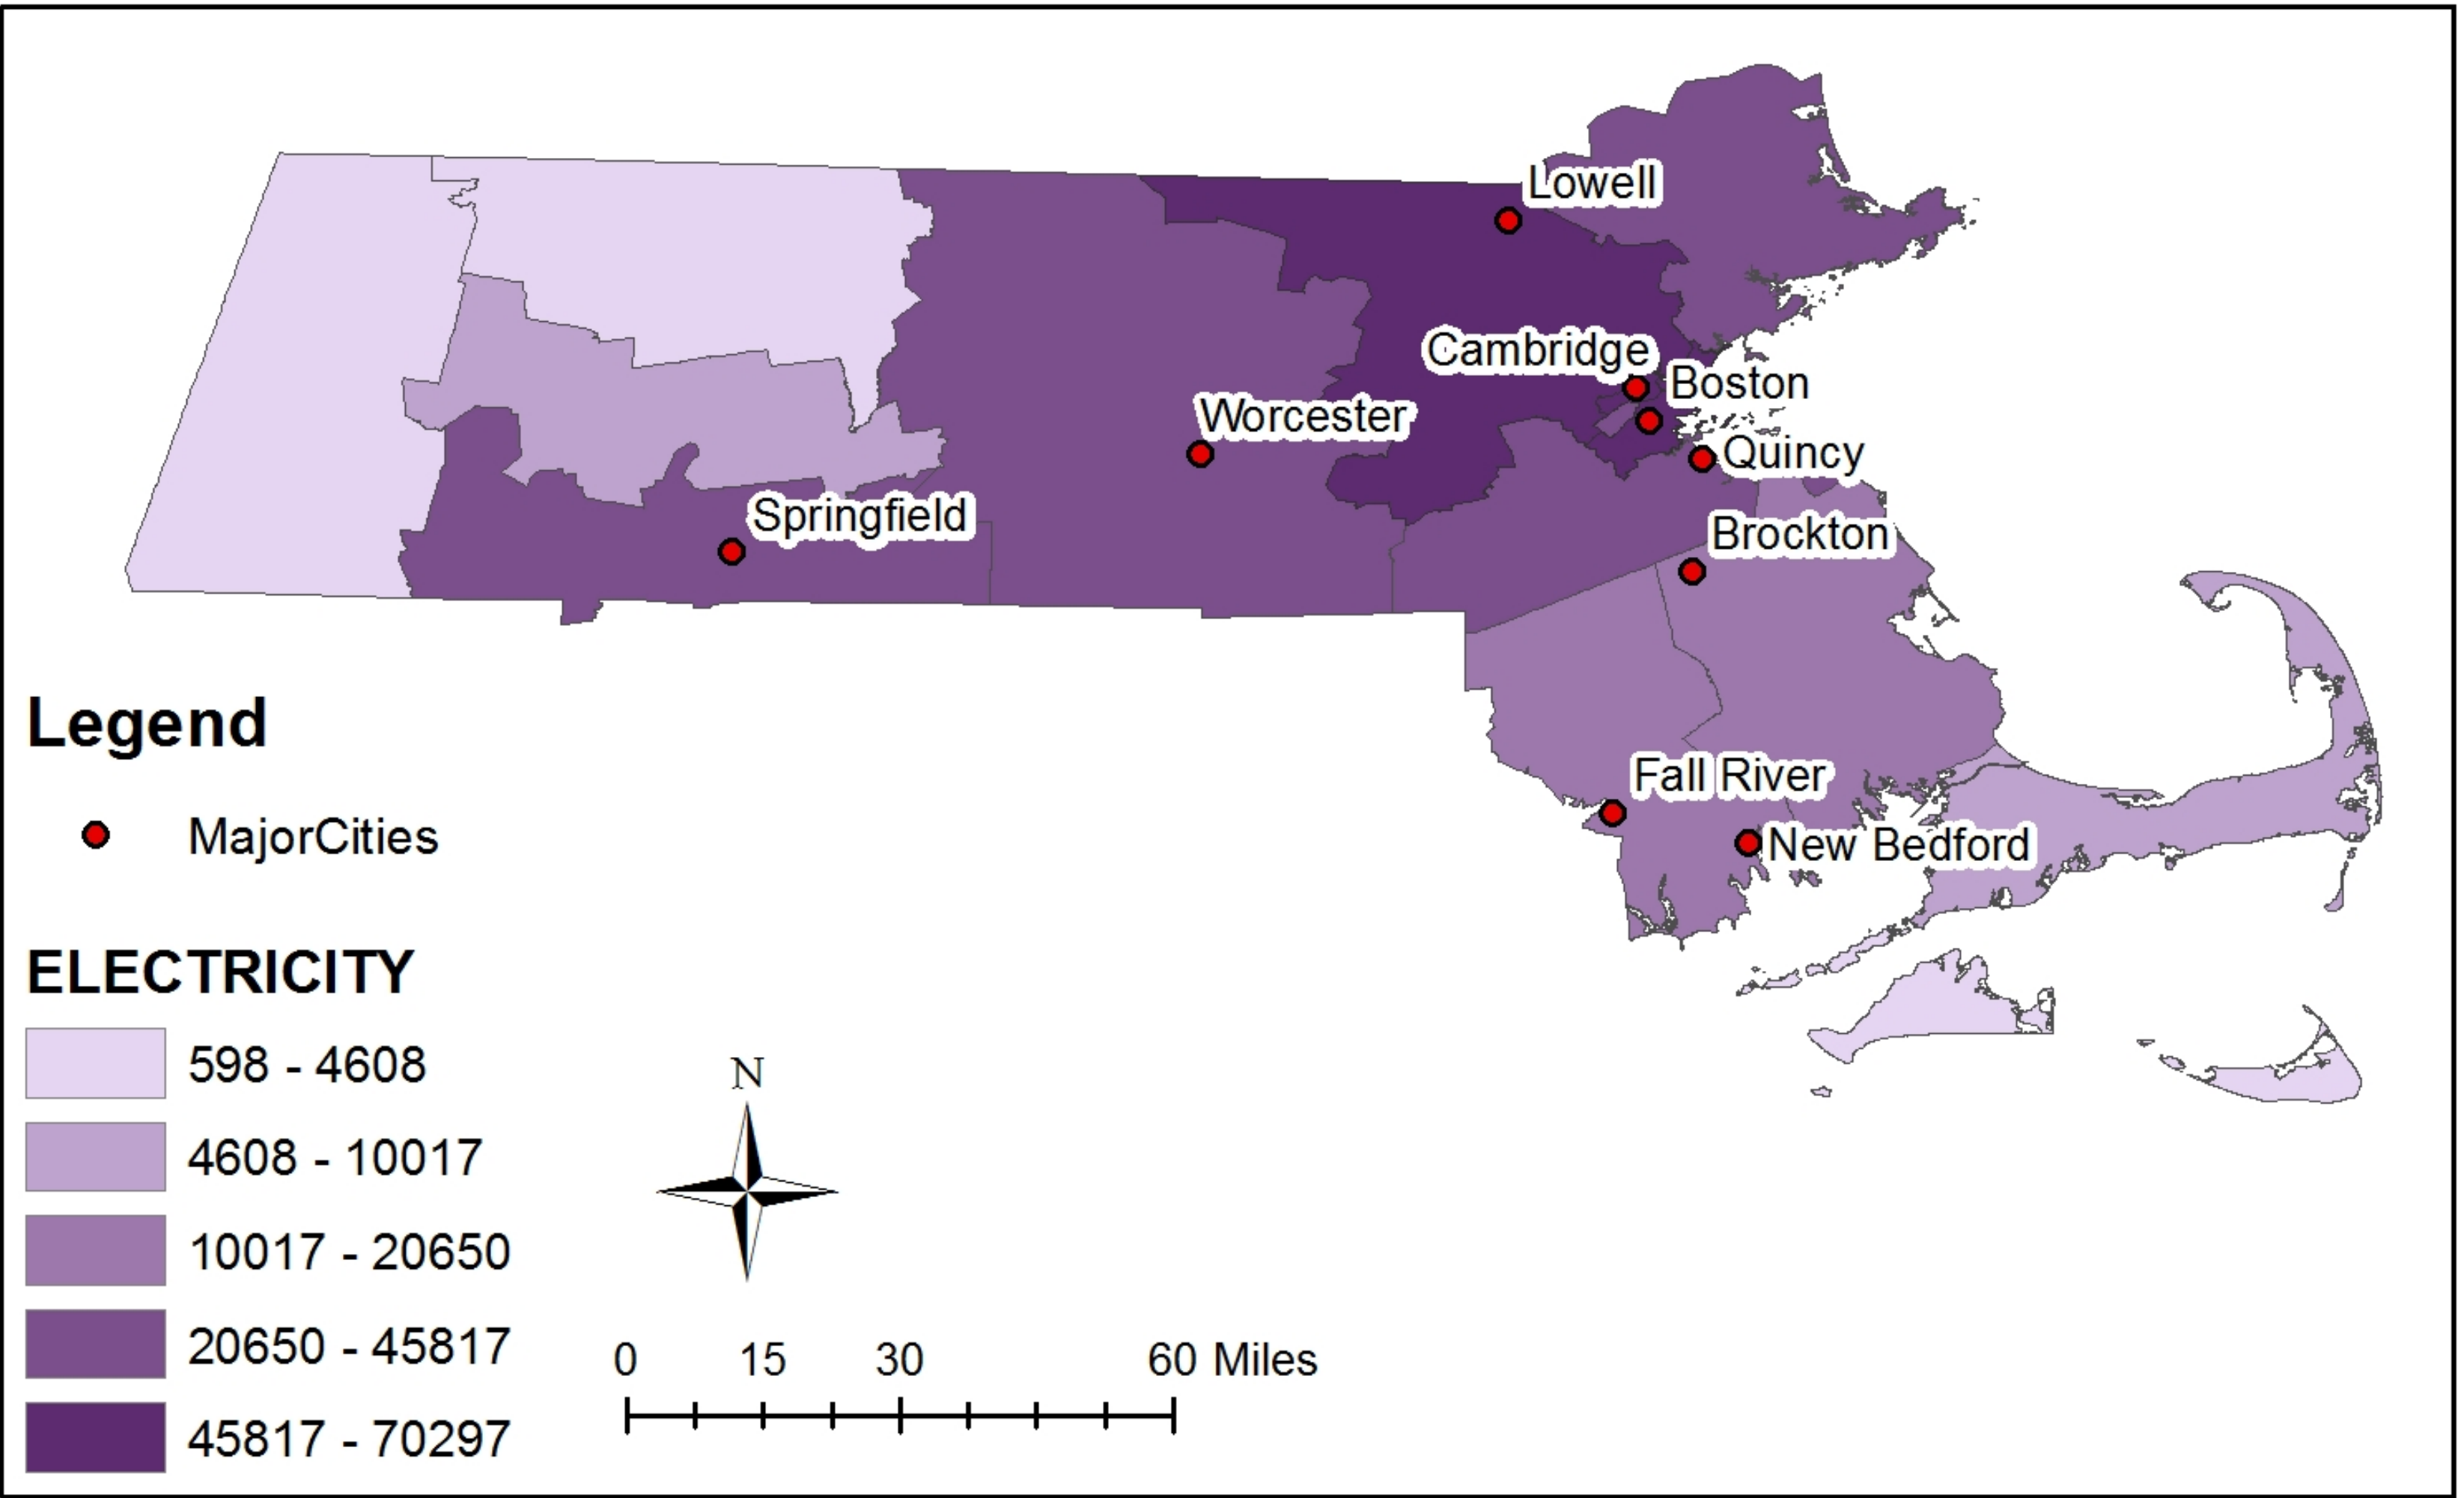 Lowell
Cambridge
Boston
Worcester
Quincy
Springfield
Brockton
Fall River
New Bedford
Legend
MajorCities
ELECTRICITY
598 - 4608
4608 - 10017
10017 - 20650
20650 - 45817
45817 - 70297
N
0 15 30 60 Miles